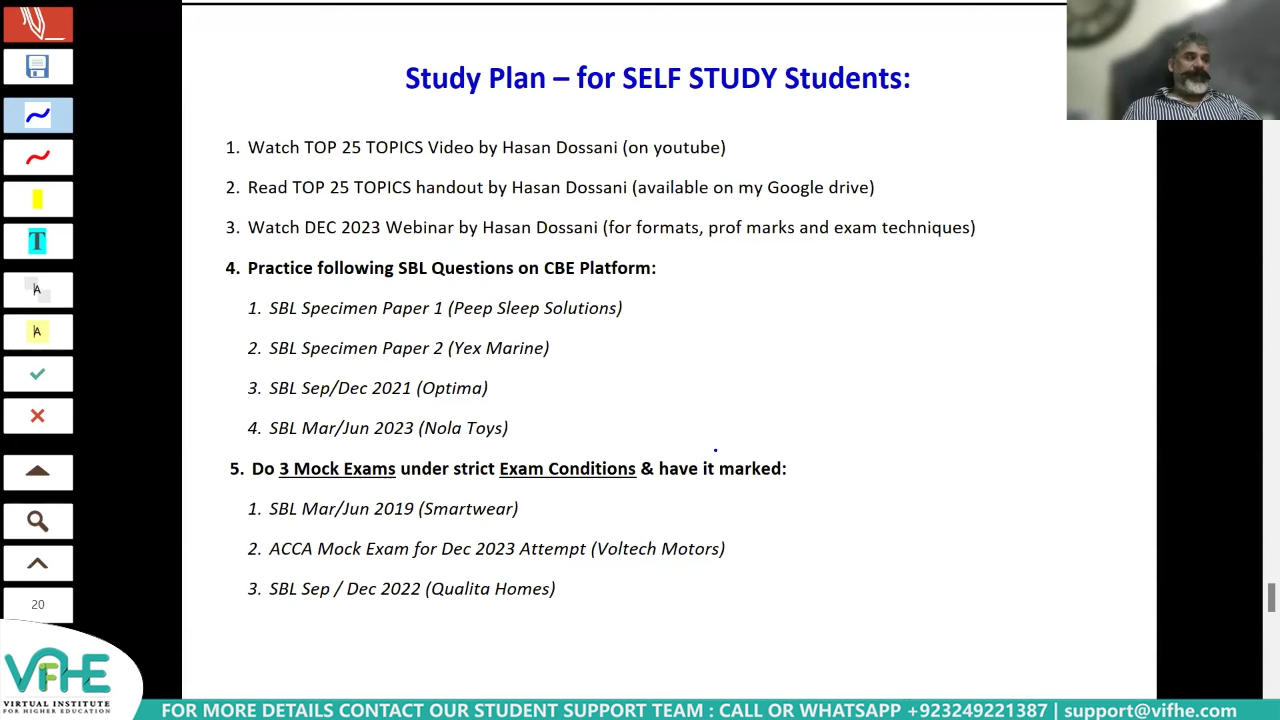 Study Plan – for SELF STUDY Students:
1. Watch TOP 25 TOPICS Video by Hasan Dossani (on youtube)
2. Read TOP 25 TOPICS handout by Hasan Dossani (available on my Google drive)
3. Watch DEC 2023 Webinar by Hasan Dossani (for formats, prof marks and exam techniques)
4. Practice following SBL Questions on CBE Platform:
1. SBL Specimen Paper 1 (Peep Sleep Solutions)
2. SBL Specimen Paper 2 (Yex Marine)
3. SBL Sep/Dec 2021 (Optima)
4. SBL Mar/Jun 2023 (Nola Toys)
5. Do 3 Mock Exams under strict Exam Conditions & have it marked:
1. SBL Mar/Jun 2019 (Smartwear)
2. ACCA Mock Exam for Dec 2023 Attempt (Voltech Motors)
3. SBL Sep / Dec 2022 (Qualita Homes)
T
A
A
20
VFHE
VIRTUAL INSTITUTE
FOR HIGHER EDUCATION
FOR MORE DETAILS CONTACT OUR STUDENT SUPPORT TEAM : CALL OR WHATSAPP +923249221387 | support@vifhe.com